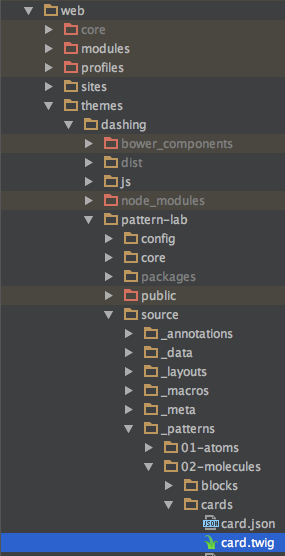 web
core
modules
profiles
sites
themes
dashing
bower_components
dist
js
node_modules
pattern-lab
config
core
packages
public
source
_annotations
_data
_layouts
_macros
_meta
_patterns
01-atoms
02-molecules
blocks
cards
JSON card.json
card.twig